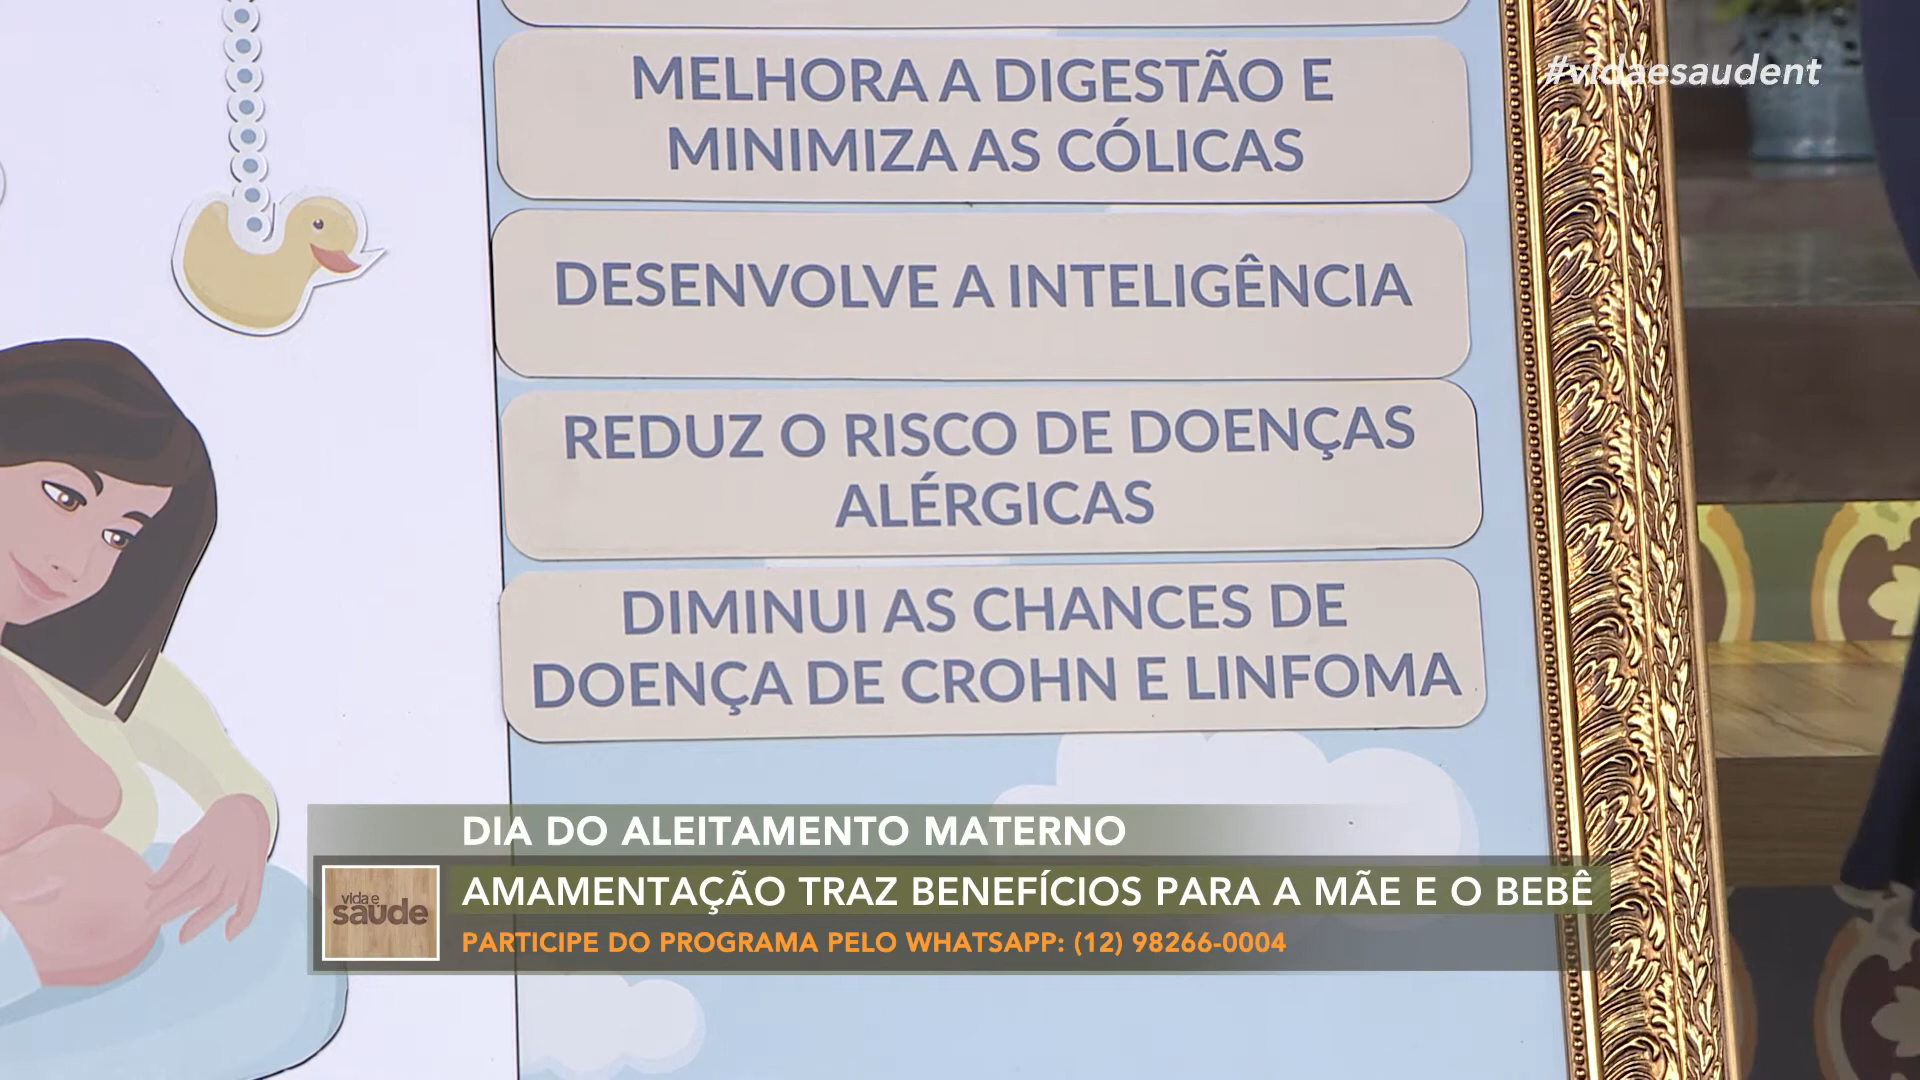 #vidaesaudent
MELHORA A DIGESTÃO E
MINIMIZA AS CÓLICAS
DESENVOLVE A INTELIGÊNCIA
REDUZ O RISCO DE DOENÇAS
ALÉRGICAS
DIMINUI AS CHANCES DE
DOENÇA DE CROHN E LINFOMA
DIA DO ALEITAMENTO MATERNO
vida e
saúde
AMAMENTAÇÃO TRAZ BENEFÍCIOS PARA A MÃE E O BEBÊ
PARTICIPE DO PROGRAMA PELO WHATSAPP: (12) 98266-0004